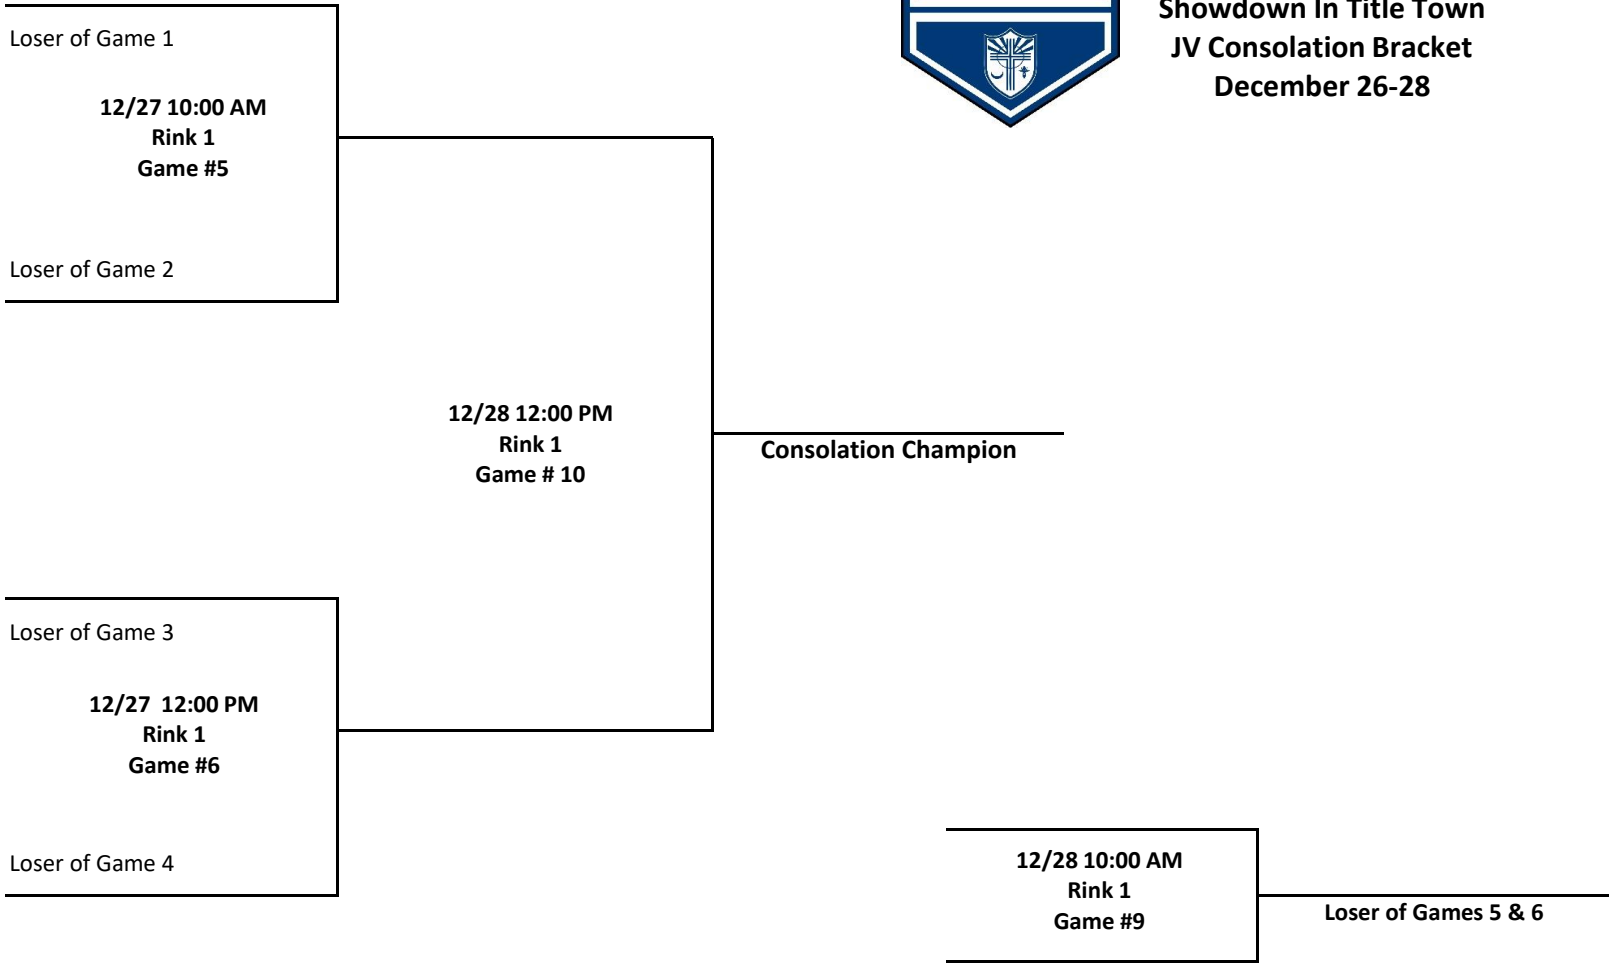 Showdown In Title Town
JV Consolation Bracket
December 26-28
Loser of Game 1
12/27 10:00 AM
Rink 1
Game #5
Loser of Game 2
12/28 12:00 PM
Rink 1
Game # 10
Consolation Champion
Loser of Game 3
12/27  12:00 PM
Rink 1
Game #6
Loser of Game 4
12/28 10:00 AM
Rink 1
Game #9
Loser of Games 5 & 6